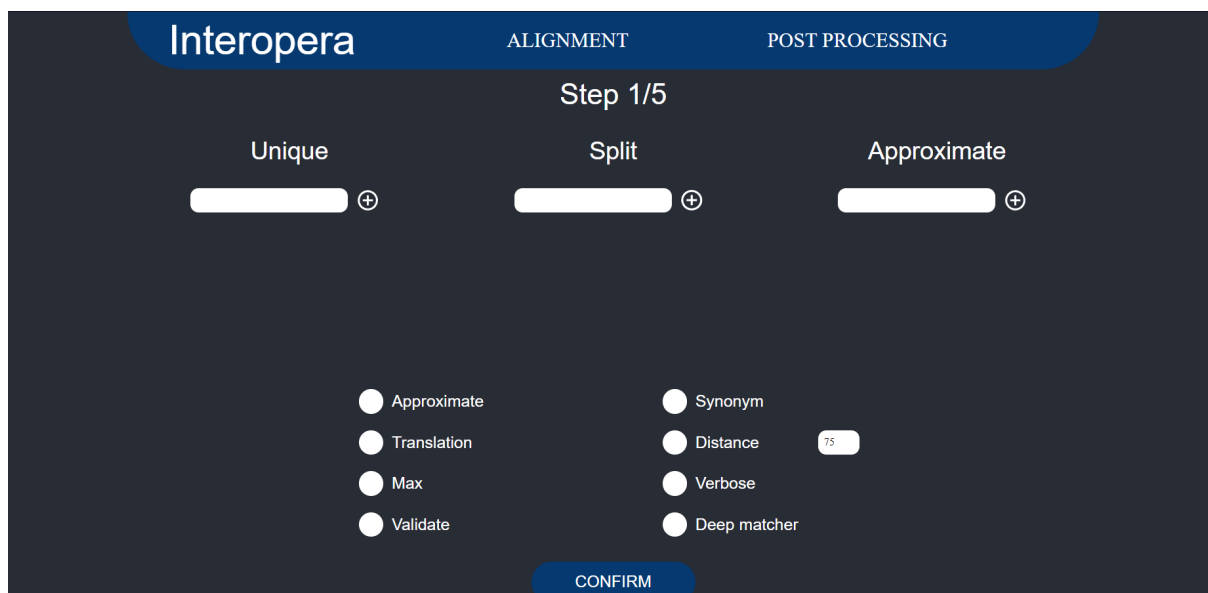 Interopera ALIGNMENT POST PROCESSING
Step 1/5
Unique Split Approximate
Approximate Synonym
Translation Distance 75
Max Verbose
Validate Deep matcher
CONFIRM